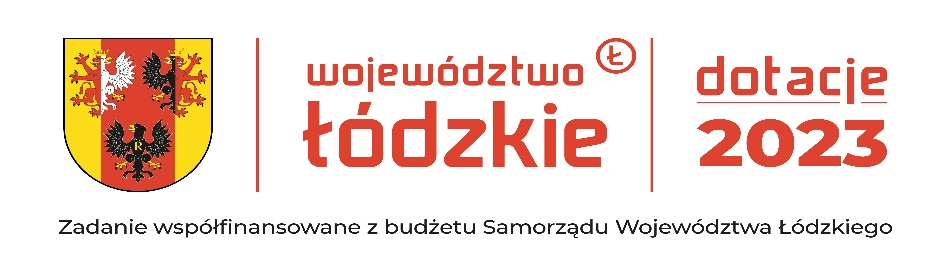 województwo Ł
łódzkie
dotacje
2023
R
Zadanie współfinansowane z budżetu Samorządu Województwa Łódzkiego